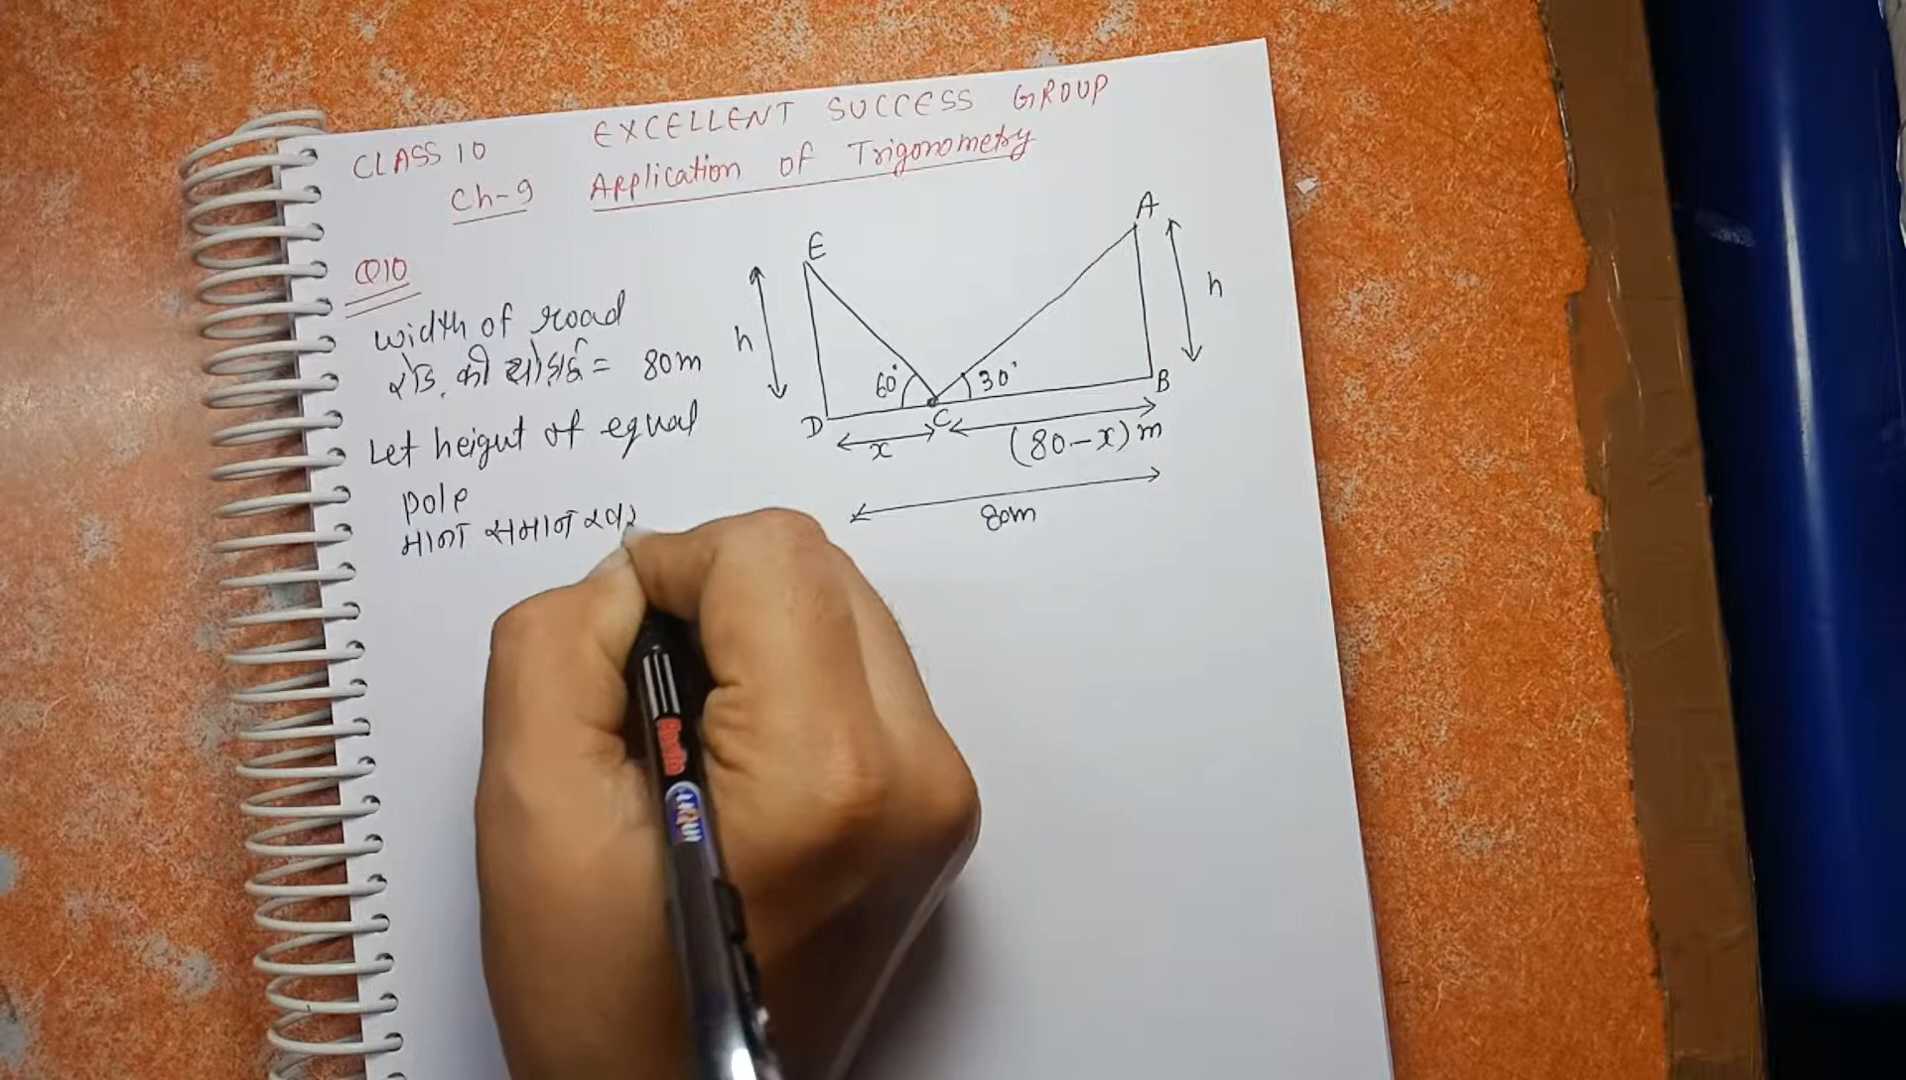 EXCELLENT SUCCESS GROUP
CLASS 10
Ch-9 Application of Trigonometry
Q10
width of road
रोड की चौड़ाई = 80m
Let heigut of equal
pole
माना समान
E
A
h
h
60°
30°
D
C
B
x
(80-x) m
80m